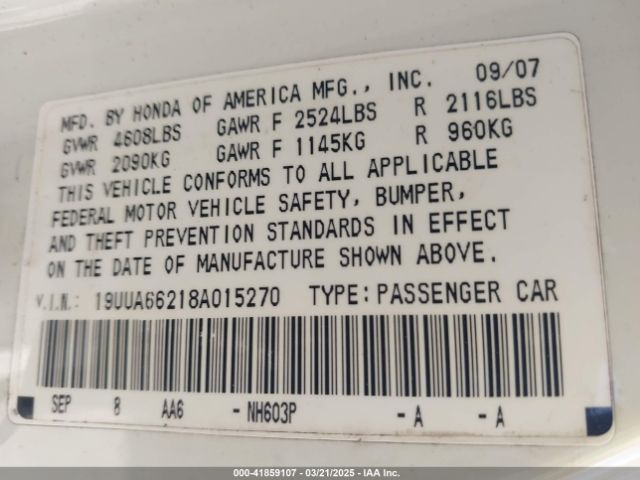 MFD. BY HONDA OF AMERICA MFG., INC. 09/07
GVWR 4608LBS GAWR F 2524LBS R 2116LBS
GVWR 2090KG GAWR F 1145KG R 960KG
THIS VEHICLE CONFORMS TO ALL APPLICABLE
FEDERAL MOTOR VEHICLE SAFETY, BUMPER,
AND THEFT PREVENTION STANDARDS IN EFFECT
ON THE DATE OF MANUFACTURE SHOWN ABOVE.
V.I.N.: 19UUA66218A015270 TYPE: PASSENGER CAR
SEP 8 AA6 - NH603P - A - A
000-41859107 - 03/21/2025 - IAA Inc.